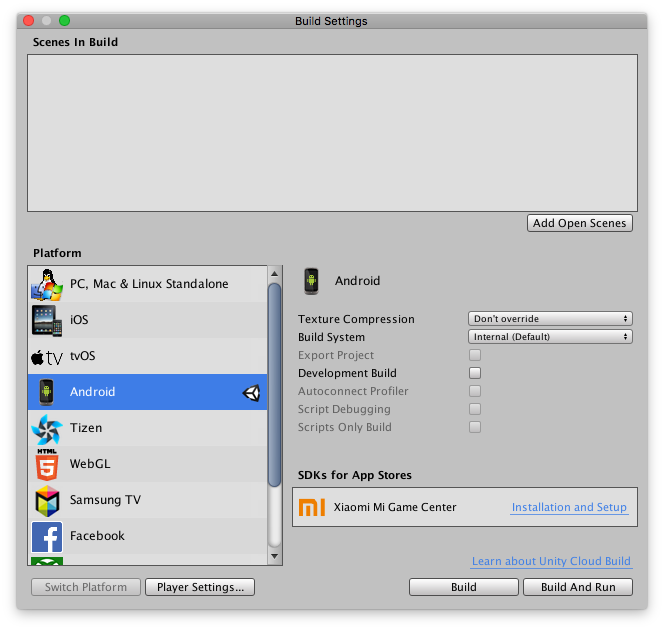 Build Settings
Scenes In Build
Add Open Scenes
Platform
PC, Mac & Linux Standalone
iOS
tv
tvOS
Android
Tizen
HTML
5
WebGL
Samsung TV
Facebook
Android
Texture Compression
Don't override
Build System
Internal (Default)
Export Project
Development Build
Autoconnect Profiler
Script Debugging
Scripts Only Build
SDKs for App Stores
Xiaomi Mi Game Center
Installation and Setup
Learn about Unity Cloud Build
Switch Platform
Player Settings...
Build
Build And Run